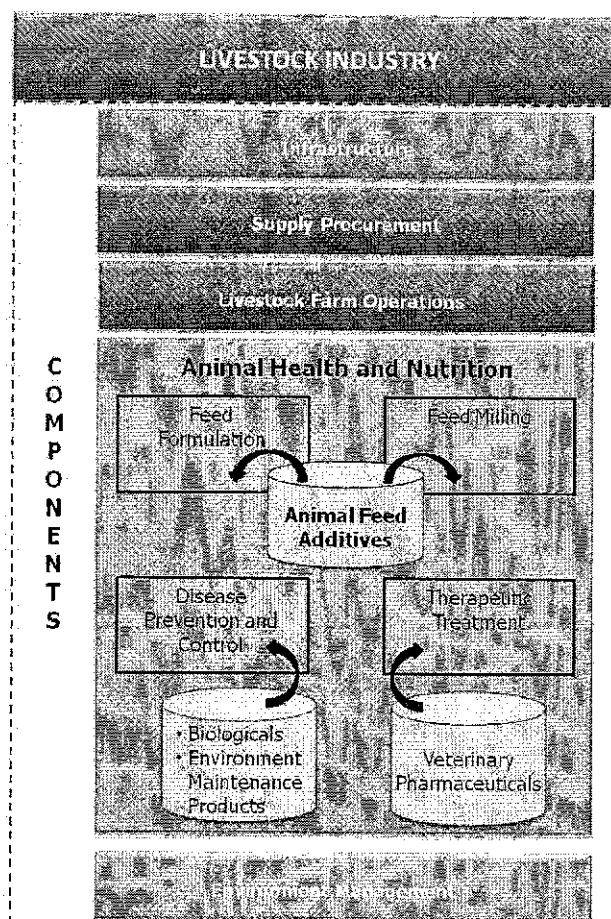 LIVESTOCK INDUSTRY
Infrastructure
Supply Procurement
Livestock Farm Operations
COMPONENTS
Animal Health and Nutrition
Feed
Formulation
Feed Milling
Animal Feed
Additives
Disease
Prevention and
Control
Therapeutic
Treatment
• Biologicals
• Environment
Maintenance
Products
Veterinary
Pharmaceuticals
Environment Management